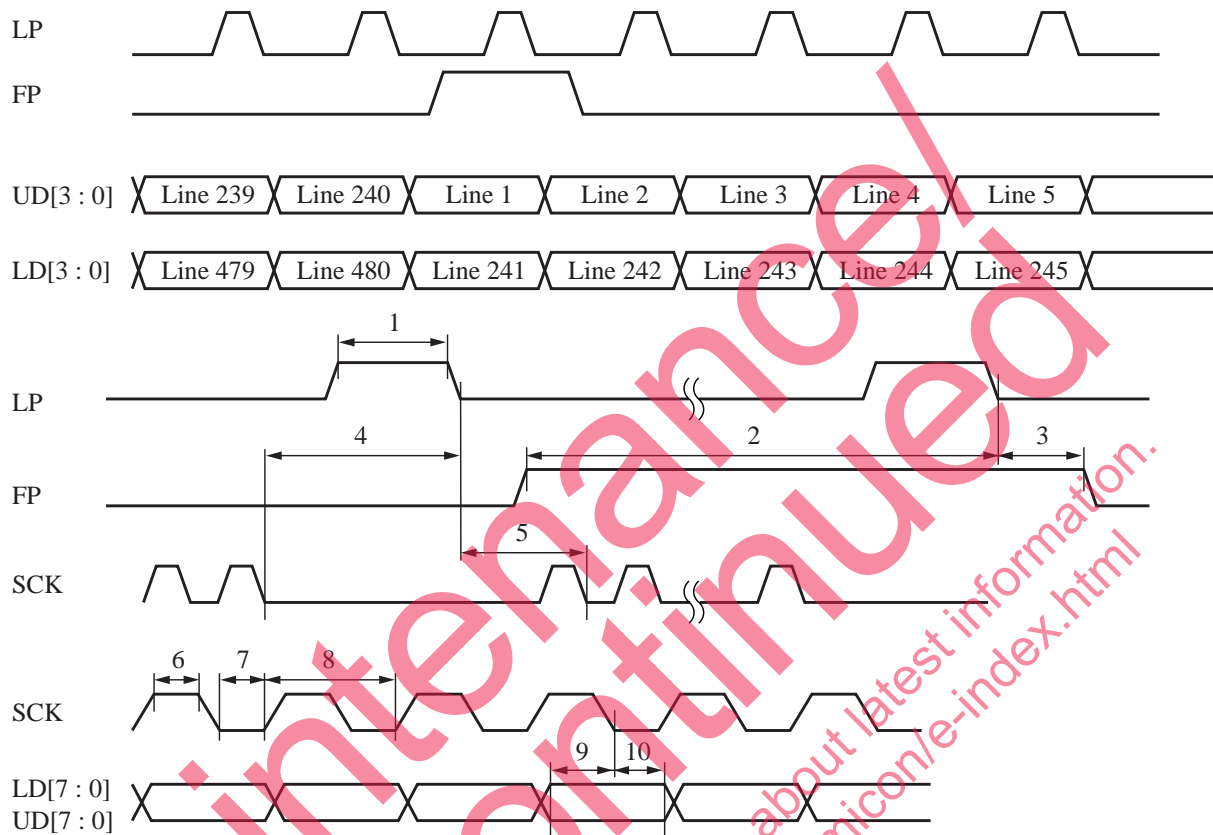 LP
FP
UD[3 : 0] Line 239 Line 240 Line 1 Line 2 Line 3 Line 4 Line 5
LD[3 : 0] Line 479 Line 480 Line 241 Line 242 Line 243 Line 244 Line 245
1
LP
4 2 3
FP
5
SCK
6 7 8
SCK
9 10
LD[7 : 0]
UD[7 : 0]
intenance/
ontinued
about latest information.
micon/e-index.html